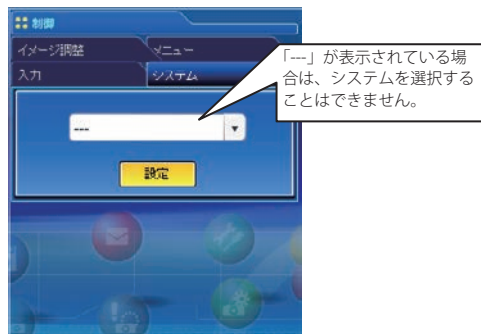 制御
イメージ調整
メニュー
入力
システム
---
設定
「---」が表示されている場
合は、システムを選択する
ことはできません。